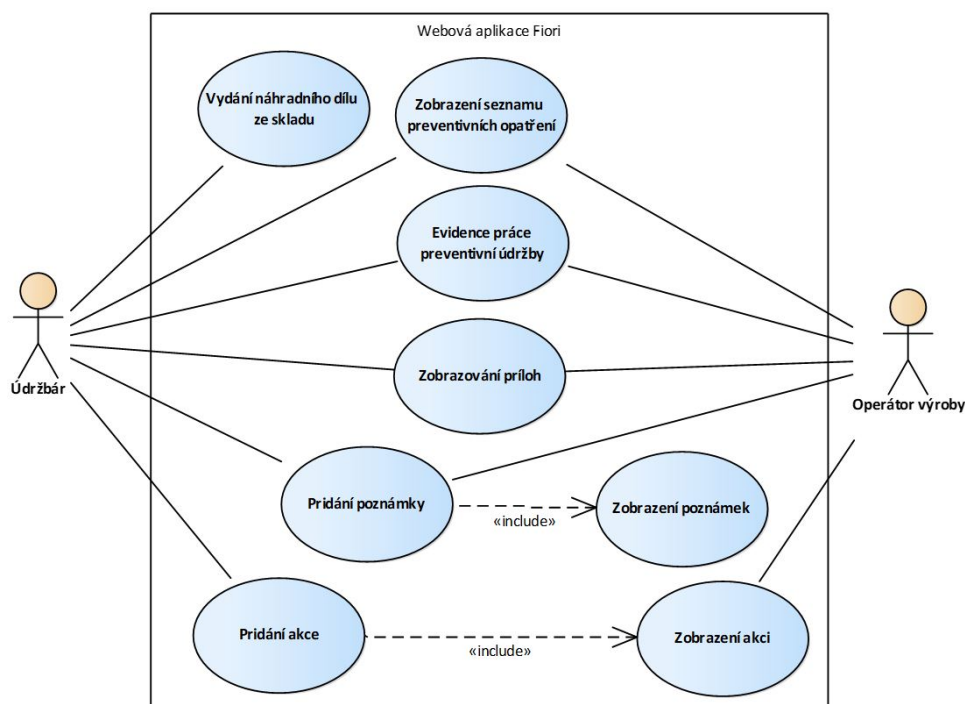 Webová aplikace Fiori
Vydání náhradního dílu
ze skladu
Zobrazení seznamu
preventivních opatření
Evidence práce
preventivní údržby
Údržbár
Zobrazování príloh
Operátor výroby
Pridání poznámky
«include»
Zobrazení poznámek
Pridání akce
«include»
Zobrazení akci